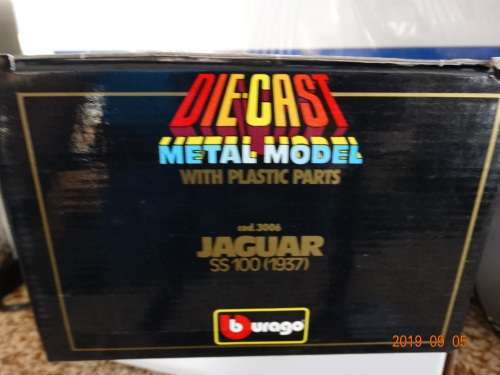 DIE-CAST
METAL MODEL
WITH PLASTIC PARTS
cod. 3006
JAGUAR
SS 100 (1937)
burago
2019 09 05